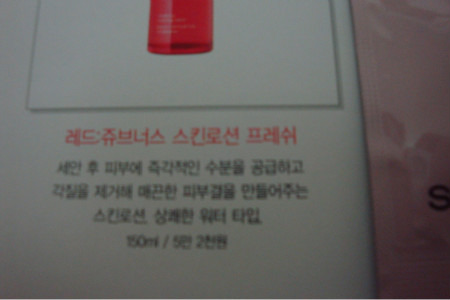 레드:쥬브너스 스킨로션 프레쉬
세안 후 피부에 즉각적인 수분을 공급하고
각질을 제거해 매끈한 피부결을 만들어주는
스킨로션. 상쾌한 워터 타입.
150ml / 5만 2천원
S